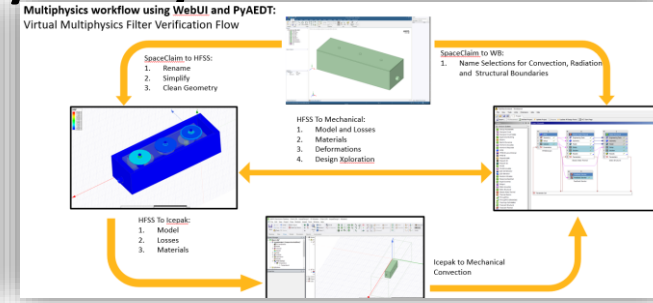 Multiphysics workflow using WebUI and PyAEDT:
Virtual Multiphysics Filter Verification Flow
SpaceClaim to HFSS:
1. Rename
2. Simplify
3. Clean Geometry
SpaceClaim to WB:
1. Name Selections for Convection, Radiation
and Structural Boundaries
HFSS To Mechanical:
1. Model and Losses
2. Materials
3. Deformations
4. Design Xploration
HFSS To Icepak:
1. Model
2. Losses
3. Materials
Icepak to Mechanical
Convection